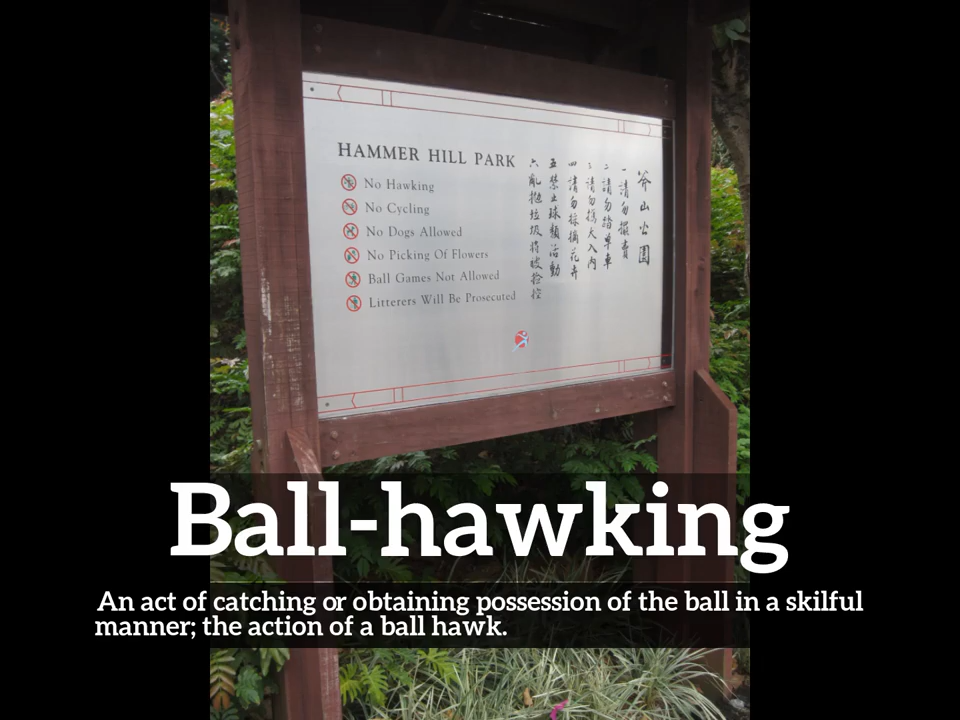 HAMMER HILL PARK
No Hawking
No Cycling
No Dogs Allowed
No Picking Of Flowers
Ball Games Not Allowed
Litterers Will Be Prosecuted
斧山公園
一請勿擺賣
二請勿踏單車
三請勿携犬入內
四請勿採摘花卉
五禁止球類活動
六亂拋垃圾將被檢控
Ball-hawking
An act of catching or obtaining possession of the ball in a skilful
manner; the action of a ball hawk.